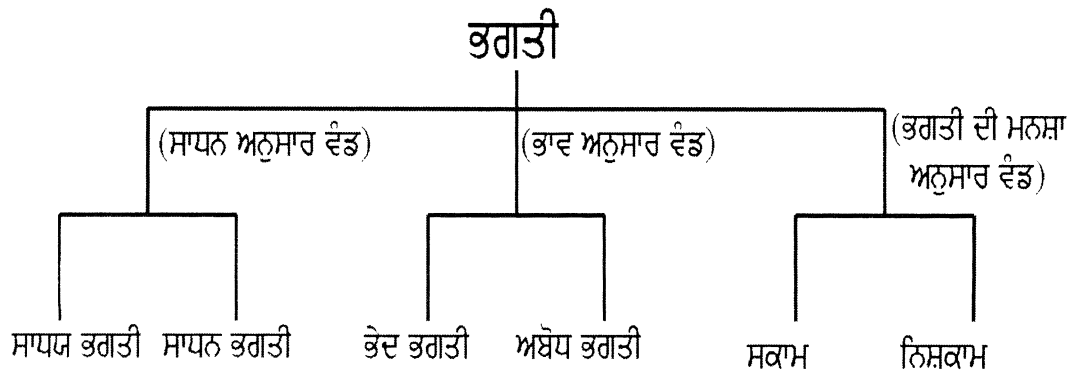 ਭਗਤੀ
(ਸਾਧਨ ਅਨੁਸਾਰ ਵੰਡ)
(ਭਾਵ ਅਨੁਸਾਰ ਵੰਡ)
(ਭਗਤੀ ਦੀ ਮਨਸ਼ਾ
ਅਨੁਸਾਰ ਵੰਡ)
ਸਾਧਯ ਭਗਤੀ
ਸਾਧਨ ਭਗਤੀ
ਭੇਦ ਭਗਤੀ
ਅਬੋਧ ਭਗਤੀ
ਸਕਾਮ
ਨਿਸ਼ਕਾਮ